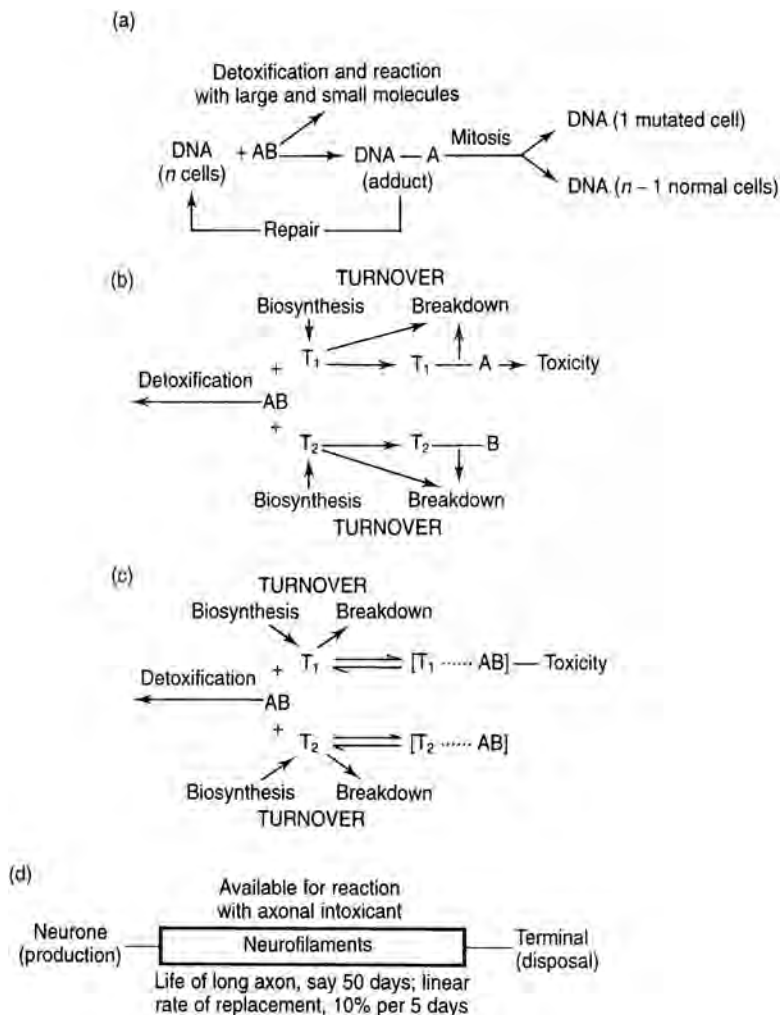 (a)
Detoxification and reaction
with large and small molecules
DNA + AB DNA — A Mitosis DNA (1 mutated cell)
(n cells) (adduct) DNA (n – 1 normal cells)
Repair
(b)
TURNOVER
Biosynthesis Breakdown
+ T1 T1 — A Toxicity
Detoxification AB
+ T2 T2 — B
Biosynthesis Breakdown
TURNOVER
(c)
TURNOVER
Biosynthesis Breakdown
+ T1 [T1 ...... AB] — Toxicity
Detoxification AB
+ T2 [T2 ...... AB]
Biosynthesis Breakdown
TURNOVER
(d)
Available for reaction
with axonal intoxicant
Neurone
(production)
Neurofilaments
Terminal
(disposal)
Life of long axon, say 50 days; linear
rate of replacement, 10% per 5 days